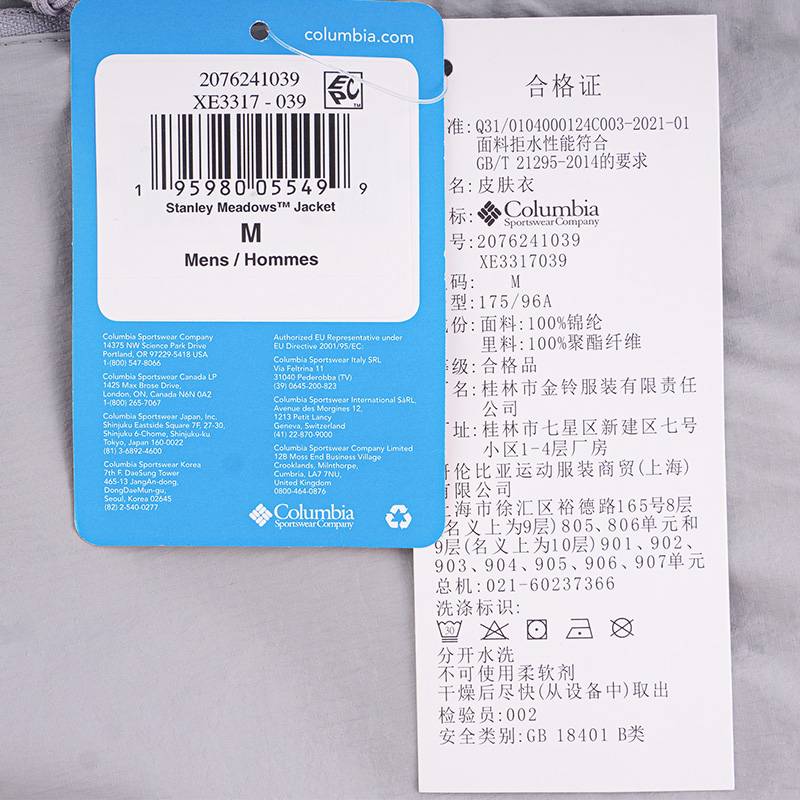 columbia.com
2076241039
XE3317 - 039
EPC™
1 95980 05549 9
Stanley Meadows™ Jacket
M
Mens / Hommes
Columbia Sportswear Company
14375 NW Science Park Drive
Portland, OR 97229-5418 USA
1-(800) 547-8066
Columbia Sportswear Canada LP
1425 Max Brose Drive,
London, ON, Canada N6N 0A2
1-(800) 265-7067
Columbia Sportswear Japan, Inc.
Shinjuku Eastside Square 7F, 27-30,
Shinjuku 6-Chome, Shinjuku-ku
Tokyo, Japan 160-0022
(81) 3-6892-4600
Columbia Sportswear Korea
7th F. DaeSung Tower
465-13 JangAn-dong,
DongDaeMun-gu,
Seoul, Korea 02645
(82) 2-540-0277
Authorized EU Representative under
EU Directive 2001/95/EC:
Columbia Sportswear Italy SRL
Via Feltrina 11
31040 Pederobba (TV)
(39) 0645-200-823
Columbia Sportswear International SàRL,
Avenue des Morgines 12,
1213 Petit Lancy
Geneva, Switzerland
(41) 22-870-9000
Columbia Sportswear Company Limited
12B Moss End Business Village
Crooklands, Milnthorpe,
Cumbria, LA7 7NU,
United Kingdom
0800-464-0876
Columbia
Sportswear Company
合格证
准:Q31/0104000124C003-2021-01
面料拒水性能符合
GB/T 21295-2014的要求
名:皮肤衣
标:Columbia
Sportswear Company
号:2076241039
XE3317039
码: M
型:175/96A
份:面料:100%锦纶
里料:100%聚酯纤维
级:合格品
名:桂林市金铃服装有限责任
公司
址:桂林市七星区新建区七号
小区1-4层厂房
哥伦比亚运动服装商贸(上海)
有限公司
上海市徐汇区裕德路165号8层
(名义上为9层)805、806单元和
9层(名义上为10层)901、902、
903、904、905、906、907单元
总机:021-60237366
洗涤标识:
30
分开水洗
不可使用柔软剂
干燥后尽快(从设备中)取出
检验员:002
安全类别:GB 18401 B类